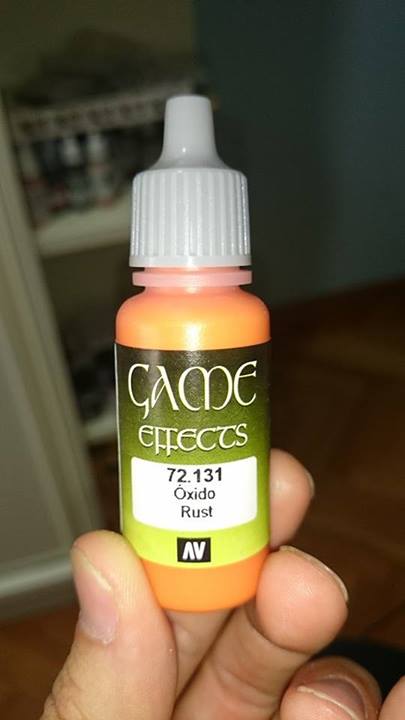 GAME
EFFECTS
72.131
Óxido
Rust
AV